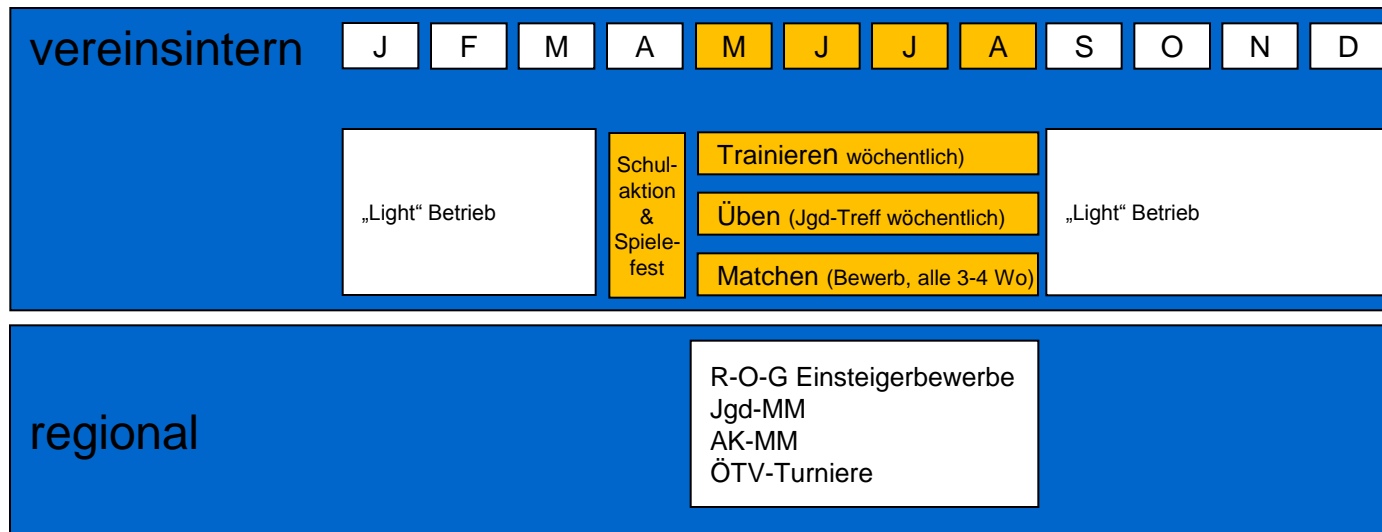 vereinsintern
J F M A M J J A S O N D
„Light“ Betrieb
Schul-
aktion
&
Spiele-
fest
Trainieren wöchentlich)
Üben (Jgd-Treff wöchentlich)
Matchen (Bewerb, alle 3-4 Wo)
„Light“ Betrieb
regional
R-O-G Einsteigerbewerbe
Jgd-MM
AK-MM
ÖTV-Turniere